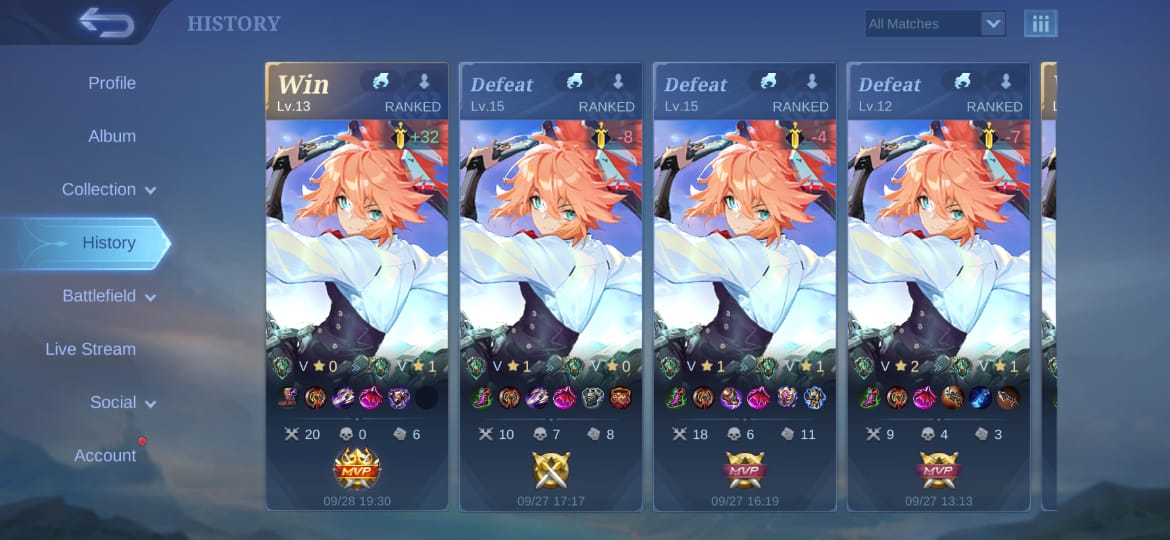 HISTORY
All Matches
Profile
Album
Collection
History
Battlefield
Live Stream
Social
Account
Win
Lv.13
RANKED
+32
V 0 » V 1
20 0 6
MVP
09/28 19:30
Defeat
Lv.15
RANKED
-8
V 1 » V 0
10 7 8
09/27 17:17
Defeat
Lv.15
RANKED
-4
V 1 » V 1
18 6 11
MVP
09/27 16:19
Defeat
Lv.12
RANKED
-7
V 2 » V 1
9 4 3
MVP
09/27 13:13